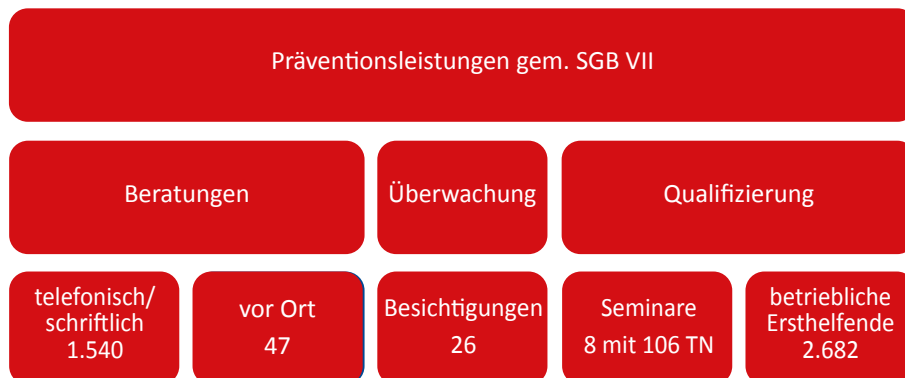 Präventionsleistungen gem. SGB VII
Beratungen
Überwachung
Qualifizierung
telefonisch/
schriftlich
1.540
vor Ort
47
Besichtigungen
26
Seminare
8 mit 106 TN
betriebliche
Ersthelfende
2.682